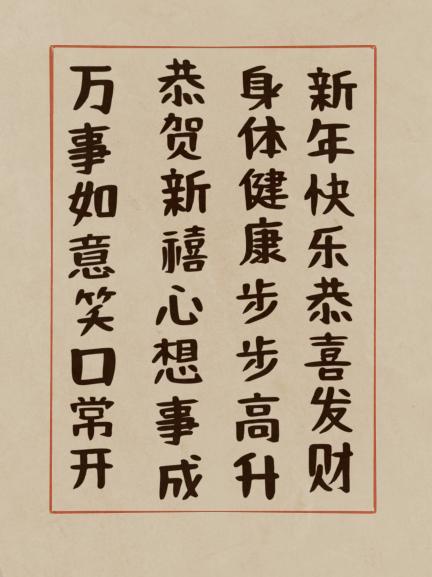 新年快乐恭喜发财
身体健康步步高升
恭贺新禧心想事成
万事如意笑口常开